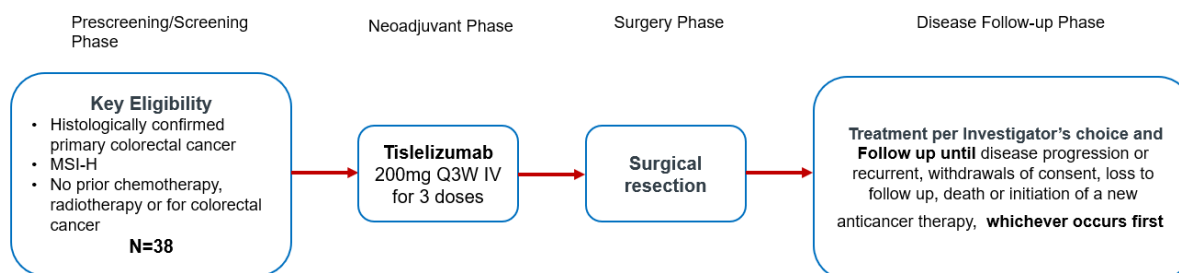 Prescreening/Screening
Phase
Neoadjuvant Phase
Surgery Phase
Disease Follow-up Phase
Key Eligibility
• Histologically confirmed
primary colorectal cancer
• MSI-H
• No prior chemotherapy,
radiotherapy or for colorectal
cancer
N=38
Tislelizumab
200mg Q3W IV
for 3 doses
Surgical
resection
Treatment per Investigator's choice and
Follow up until disease progression or
recurrent, withdrawals of consent, loss to
follow up, death or initiation of a new
anticancer therapy, whichever occurs first